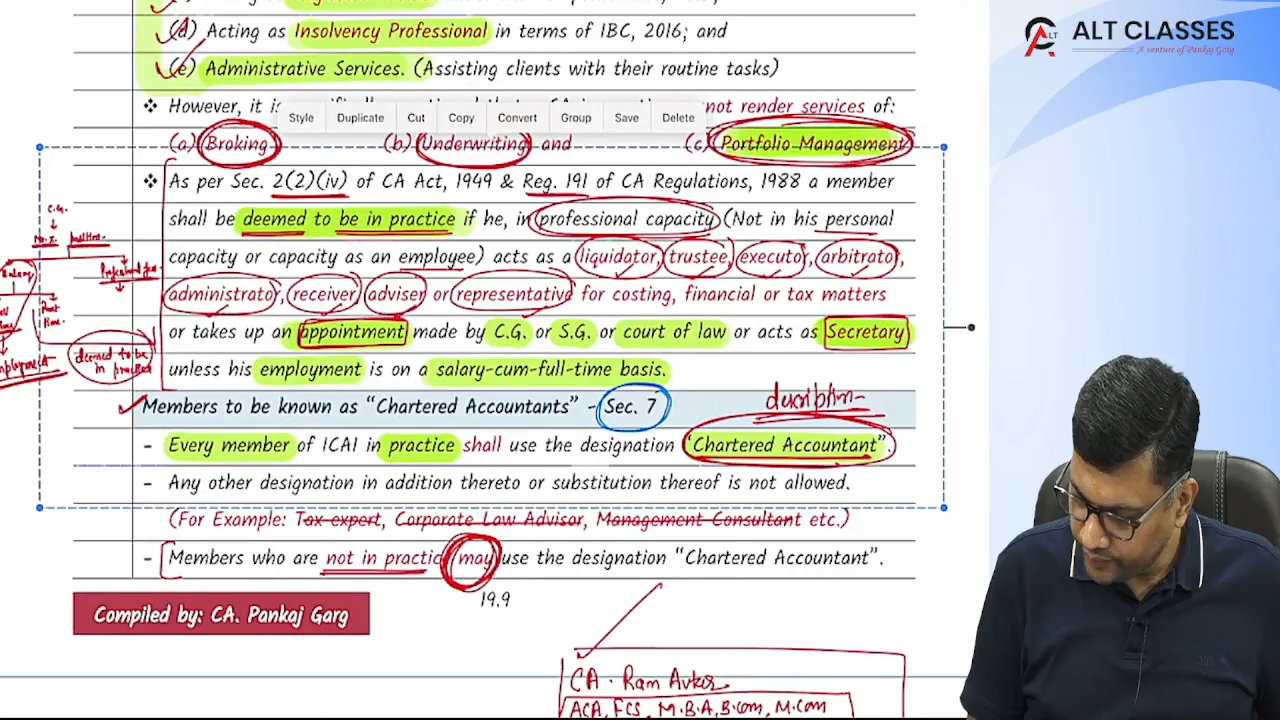 (d) Acting as Insolvency Professional in terms of IBC, 2016; and
(e) Administrative Services. (Assisting clients with their routine tasks)
However, it is not render services of:
Style Duplicate Cut Copy Convert Group Save Delete
(a) Broking (b) Underwriting and (c) Portfolio Management
As per Sec. 2(2)(iv) of CA Act, 1949 & Reg. 191 of CA Regulations, 1988 a member
shall be deemed to be in practice if he, in professional capacity (Not in his personal
capacity or capacity as an employee) acts as a liquidator, trustee, executor, arbitrator,
administrator, receiver, adviser or representative for costing, financial or tax matters
or takes up an appointment made by C.G. or S.G. or court of law or acts as Secretary
unless his employment is on a salary-cum-full-time basis.
C.G.
deemed to be
in practice
Members to be known as “Chartered Accountants” - Sec. 7
description
- Every member of ICAI in practice shall use the designation “Chartered Accountant”.
- Any other designation in addition thereto or substitution thereof is not allowed.
(For Example: Tax expert, Corporate Law Advisor, Management Consultant etc.)
- Members who are not in practice may use the designation “Chartered Accountant”.
19.9
Compiled by: CA. Pankaj Garg
CA. Ram Avtar
ACA, FCS, M.B.A, B.com, M.com
ALT CLASSES
A venture of Pankaj Garg